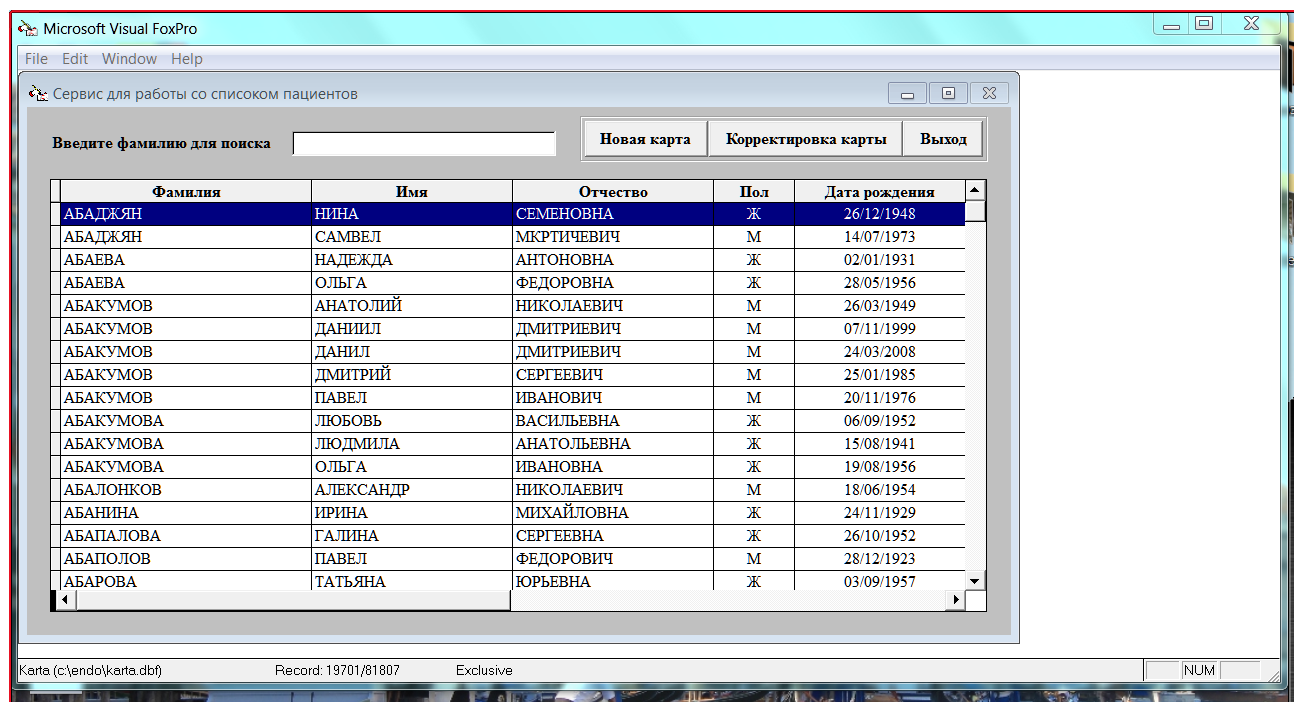 Microsoft Visual FoxPro
File Edit Window Help
Сервис для работы со списоком пациентов
Введите фамилию для поиска
Новая карта Корректировка карты Выход
Фамилия Имя Отчество Пол Дата рождения
АБАДЖЯН НИНА СЕМЕНОВНА Ж 26/12/1948
АБАДЖЯН САМВЕЛ МКРТИЧЕВИЧ М 14/07/1973
АБАЕВА НАДЕЖДА АНТОНОВНА Ж 02/01/1931
АБАЕВА ОЛЬГА ФЕДОРОВНА Ж 28/05/1956
АБАКУМОВ АНАТОЛИЙ НИКОЛАЕВИЧ М 26/03/1949
АБАКУМОВ ДАНИИЛ ДМИТРИЕВИЧ М 07/11/1999
АБАКУМОВ ДАНИЛ ДМИТРИЕВИЧ М 24/03/2008
АБАКУМОВ ДМИТРИЙ СЕРГЕЕВИЧ М 25/01/1985
АБАКУМОВ ПАВЕЛ ИВАНОВИЧ М 20/11/1976
АБАКУМОВА ЛЮБОВЬ ВАСИЛЬЕВНА Ж 06/09/1952
АБАКУМОВА ЛЮДМИЛА АНАТОЛЬЕВНА Ж 15/08/1941
АБАКУМОВА ОЛЬГА ИВАНОВНА Ж 19/08/1956
АБАЛОНКОВ АЛЕКСАНДР НИКОЛАЕВИЧ М 18/06/1954
АБАНИНА ИРИНА МИХАЙЛОВНА Ж 24/11/1929
АБАПАЛОВА ГАЛИНА СЕРГЕЕВНА Ж 26/10/1952
АБАПОЛОВ ПАВЕЛ ФЕДОРОВИЧ М 28/12/1923
АБАРОВА ТАТЬЯНА ЮРЬЕВНА Ж 03/09/1957
Karta (c:\endo\karta.dbf) Record: 19701/81807 Exclusive NUM